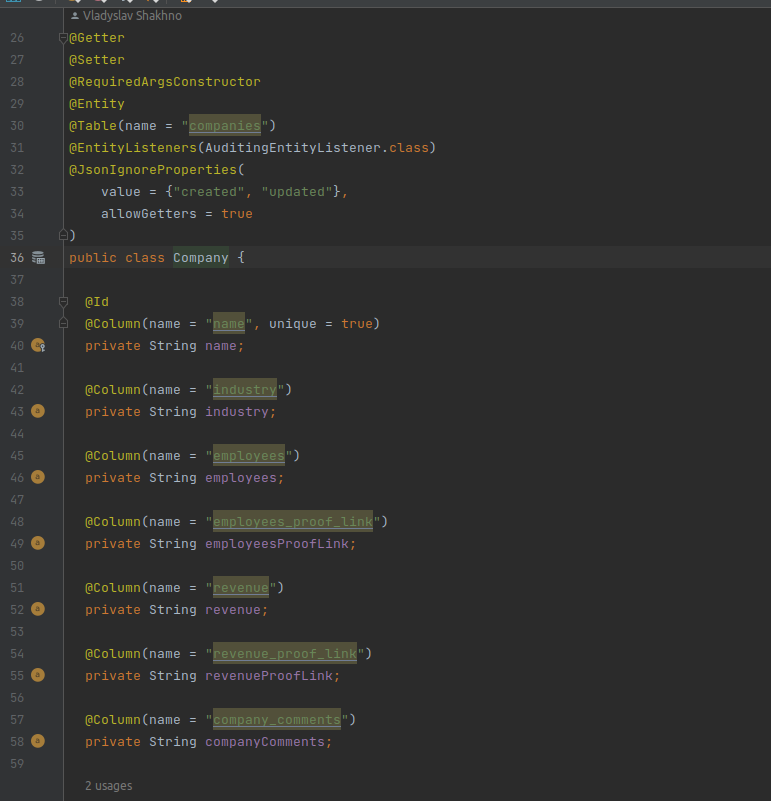 Vladyslav Shakhno
26 @Getter
27 @Setter
28 @RequiredArgsConstructor
29 @Entity
30 @Table(name = "companies")
31 @EntityListeners(AuditingEntityListener.class)
32 @JsonIgnoreProperties(
33 value = {"created", "updated"},
34 allowGetters = true
35 )
36 public class Company {
37
38 @Id
39 @Column(name = "name", unique = true)
40 private String name;
41
42 @Column(name = "industry")
43 private String industry;
44
45 @Column(name = "employees")
46 private String employees;
47
48 @Column(name = "employees_proof_link")
49 private String employeesProofLink;
50
51 @Column(name = "revenue")
52 private String revenue;
53
54 @Column(name = "revenue_proof_link")
55 private String revenueProofLink;
56
57 @Column(name = "company_comments")
58 private String companyComments;
59
2 usages